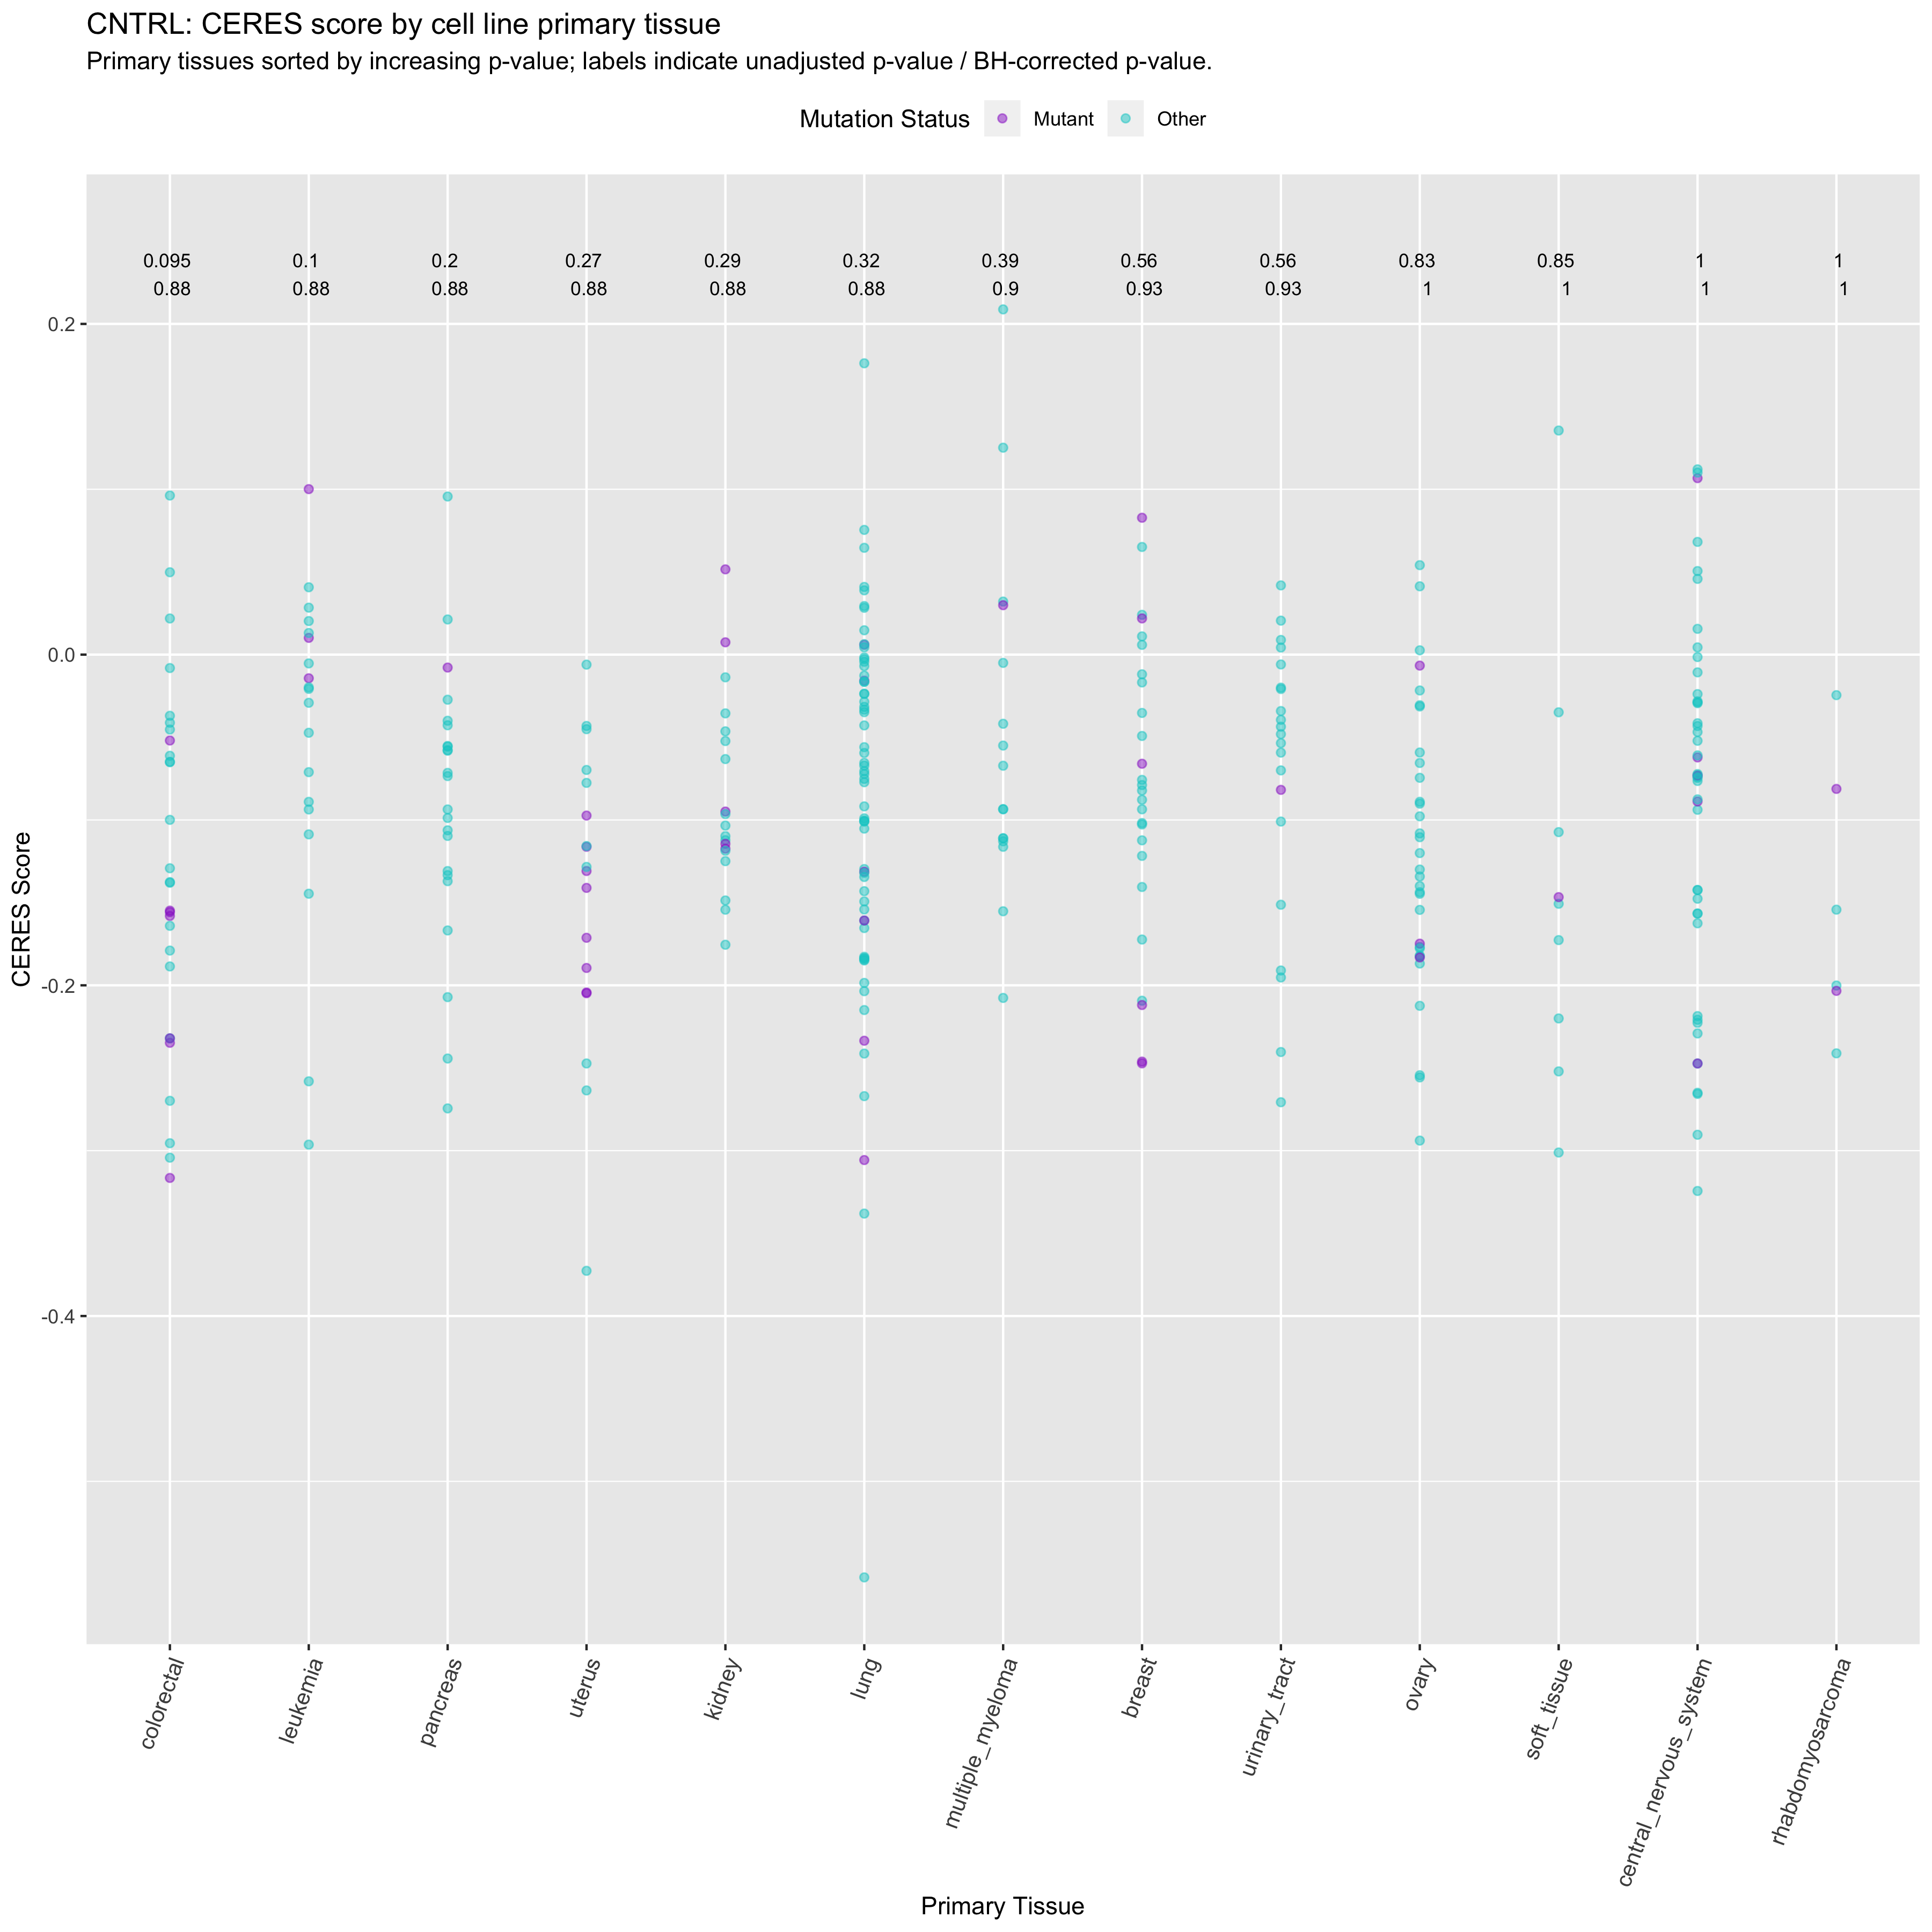 CNTRL: CERES score by cell line primary tissue
Primary tissues sorted by increasing p-value; labels indicate unadjusted p-value / BH-corrected p-value.
Mutation Status Mutant Other
0.095 0.1 0.2 0.27 0.29 0.32 0.39 0.56 0.56 0.83 0.85 1 1
0.88 0.88 0.88 0.88 0.88 0.88 0.9 0.93 0.93 1 1 1 1
0.2
0.0
-0.2
-0.4
CERES Score
colorectal
leukemia
pancreas
uterus
kidney
lung
multiple_myeloma
breast
urinary_tract
ovary
soft_tissue
central_nervous_system
rhabdomyosarcoma
Primary Tissue